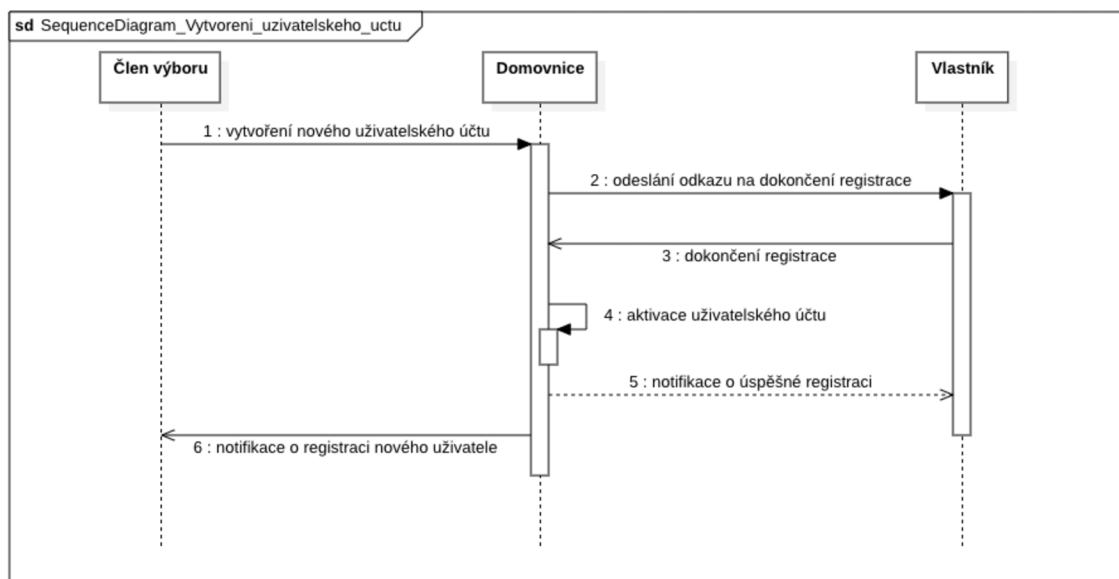 sd SequenceDiagram_Vytvoreni_uzivatelskeho_uctu
Člen výboru
Domovnice
Vlastník
1 : vytvoření nového uživatelského účtu
2 : odeslání odkazu na dokončení registrace
3 : dokončení registrace
4 : aktivace uživatelského účtu
5 : notifikace o úspěšné registraci
6 : notifikace o registraci nového uživatele